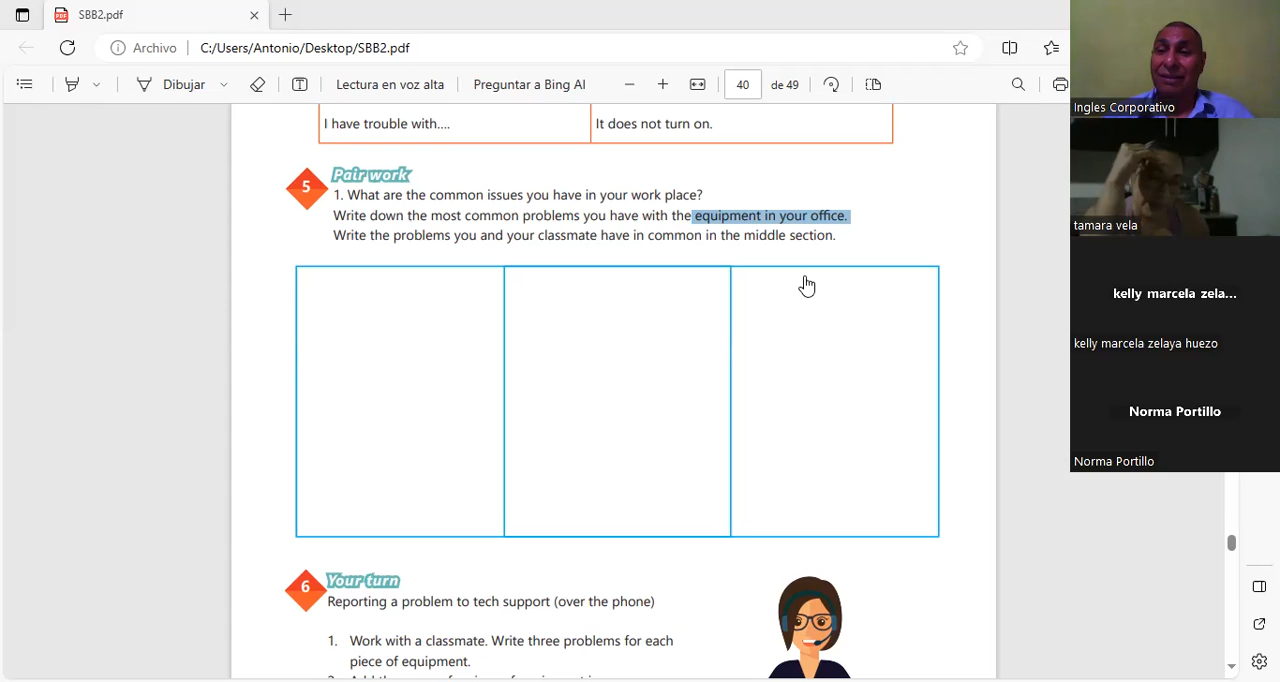 SBB2.pdf
Archivo
C:/Users/Antonio/Desktop/SBB2.pdf
Dibujar
Lectura en voz alta
Preguntar a Bing AI
40
de 49
I have trouble with....
It does not turn on.
5
Pair work
1. What are the common issues you have in your work place?
Write down the most common problems you have with the equipment in your office.
Write the problems you and your classmate have in common in the middle section.
6
Your turn
Reporting a problem to tech support (over the phone)
1. Work with a classmate. Write three problems for each
piece of equipment.
Ingles Corporativo
tamara vela
kelly marcela zela...
kelly marcela zelaya huezo
Norma Portillo
Norma Portillo